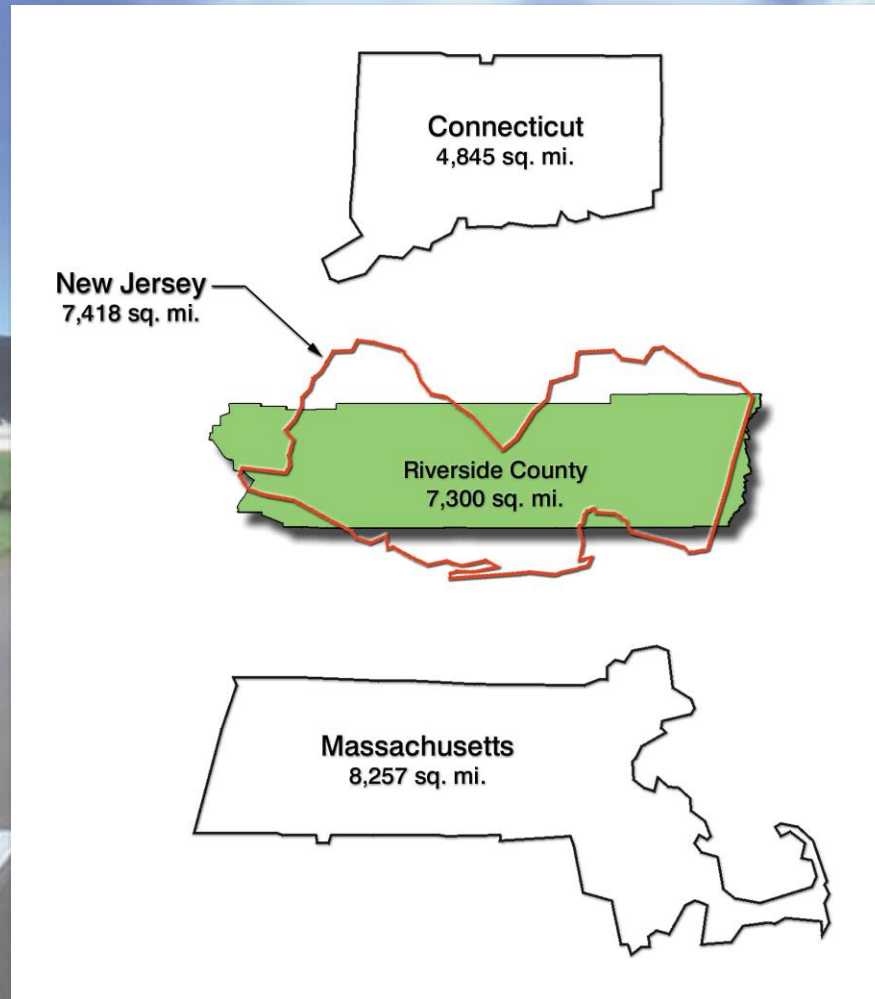 Connecticut
4,845 sq. mi.
New Jersey
7,418 sq. mi.
Riverside County
7,300 sq. mi.
Massachusetts
8,257 sq. mi.